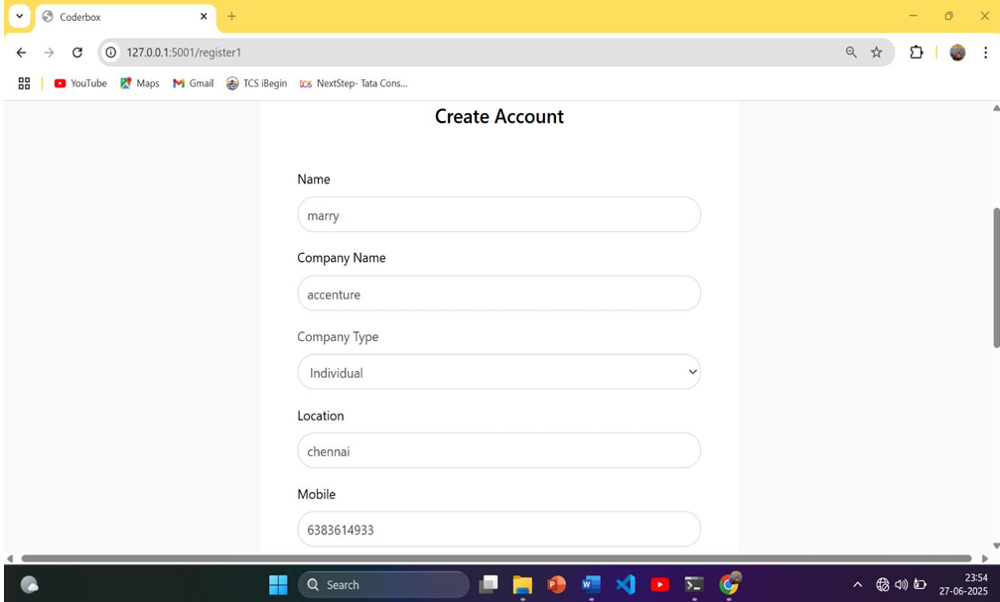 Coderbox
127.0.0.1:5001/register1
YouTube Maps Gmail TCS iBegin NextStep- Tata Cons...
Create Account
Name
marry
Company Name
accenture
Company Type
Individual
Location
chennai
Mobile
6383614933
Search
23:54
27-06-2025